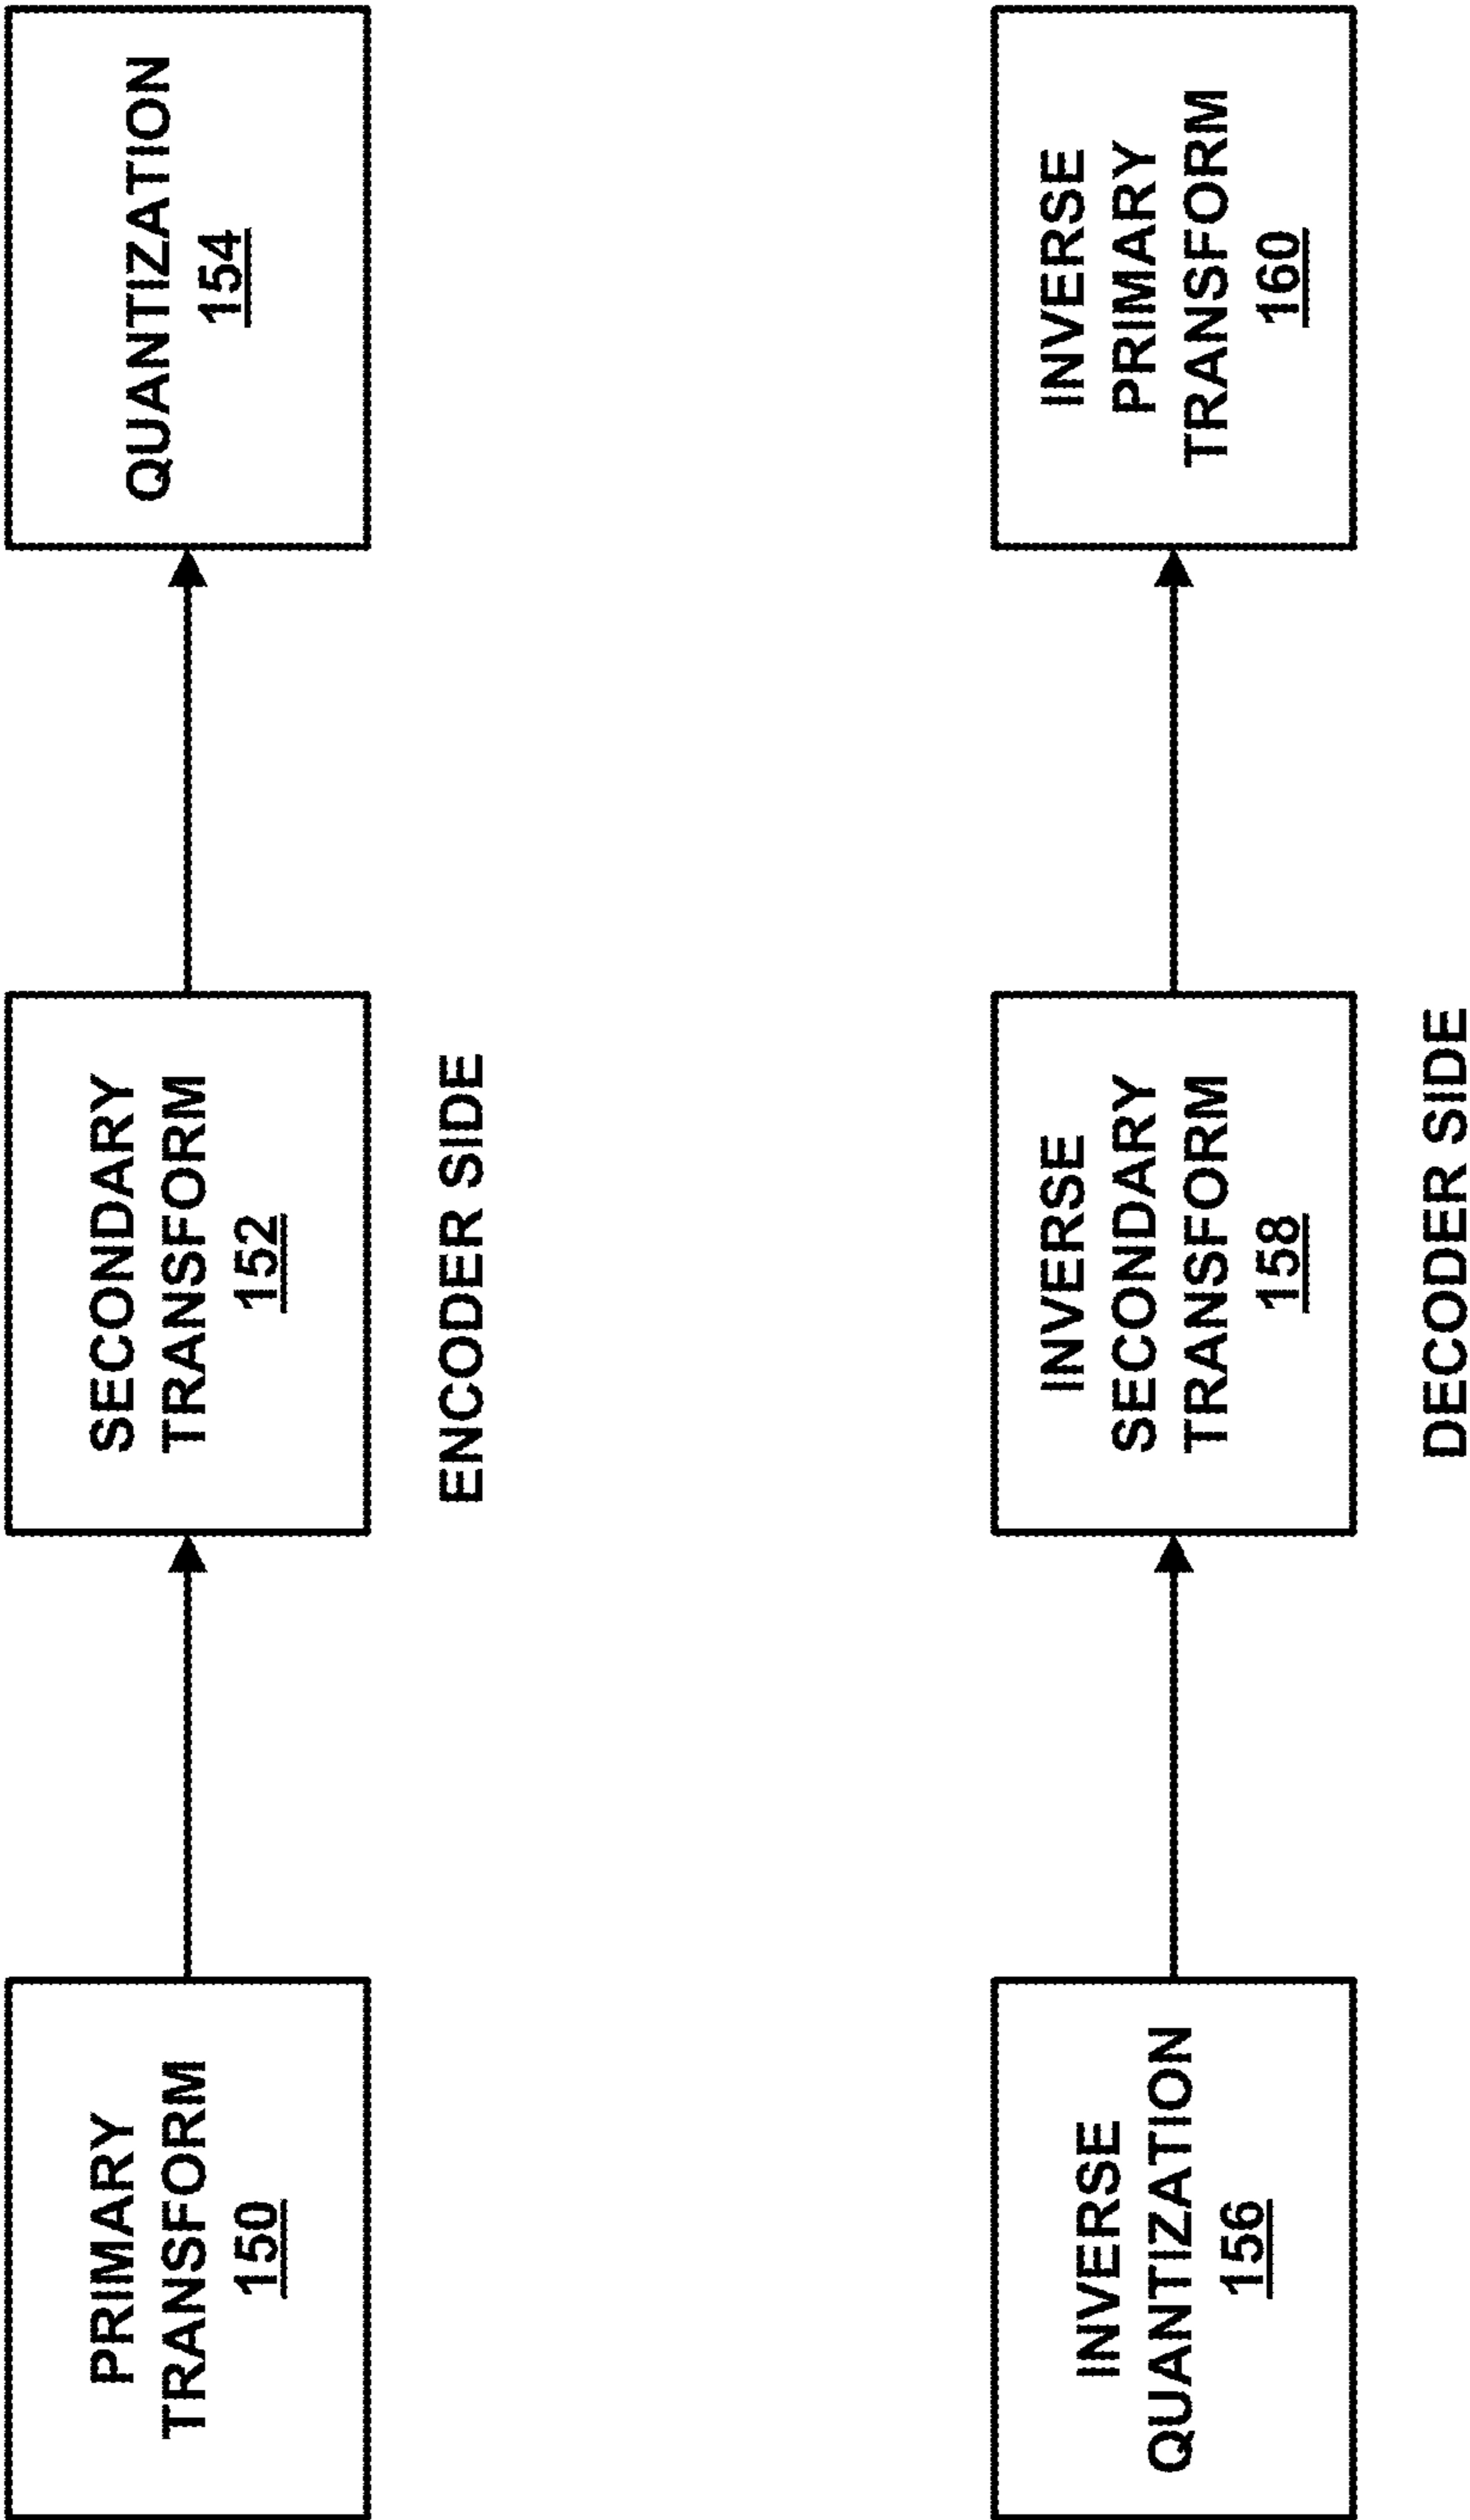 PRIMARY
TRANSFORM
150
SECONDARY
TRANSFORM
152
QUANTIZATION
154
ENCODER SIDE
INVERSE
QUANTIZATION
156
INVERSE
SECONDARY
TRANSFORM
158
INVERSE
PRIMARY
TRANSFORM
160
DECODER SIDE